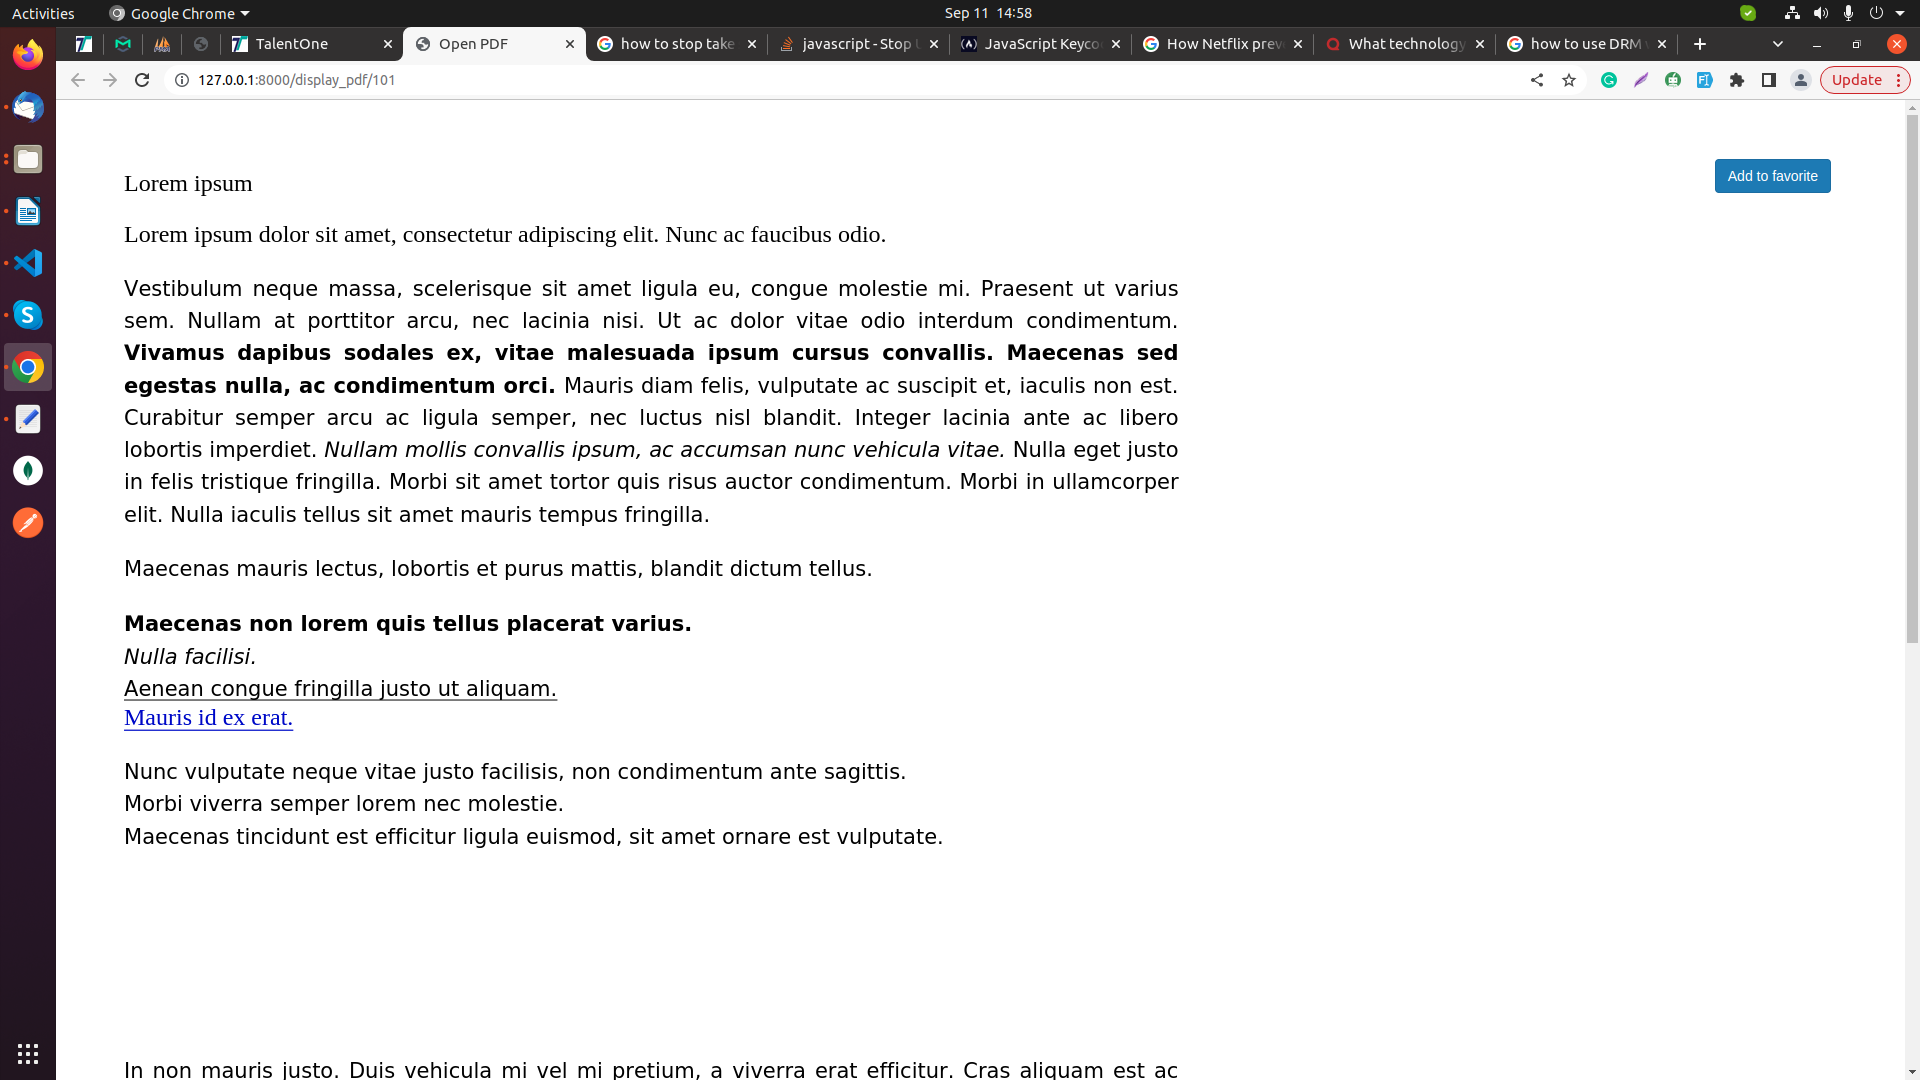 Activities
Google Chrome
Sep 11 14:58
TalentOne
Open PDF
how to stop take
javascript - Stop
JavaScript Keyco
How Netflix prev
What technology
how to use DRM
127.0.0.1:8000/display_pdf/101
Update
Add to favorite
Lorem ipsum
Lorem ipsum dolor sit amet, consectetur adipiscing elit. Nunc ac faucibus odio.
Vestibulum neque massa, scelerisque sit amet ligula eu, congue molestie mi. Praesent ut varius
sem. Nullam at porttitor arcu, nec lacinia nisi. Ut ac dolor vitae odio interdum condimentum.
Vivamus dapibus sodales ex, vitae malesuada ipsum cursus convallis. Maecenas sed
egestas nulla, ac condimentum orci. Mauris diam felis, vulputate ac suscipit et, iaculis non est.
Curabitur semper arcu ac ligula semper, nec luctus nisl blandit. Integer lacinia ante ac libero
lobortis imperdiet. Nullam mollis convallis ipsum, ac accumsan nunc vehicula vitae. Nulla eget justo
in felis tristique fringilla. Morbi sit amet tortor quis risus auctor condimentum. Morbi in ullamcorper
elit. Nulla iaculis tellus sit amet mauris tempus fringilla.
Maecenas mauris lectus, lobortis et purus mattis, blandit dictum tellus.
Maecenas non lorem quis tellus placerat varius.
Nulla facilisi.
Aenean congue fringilla justo ut aliquam.
Mauris id ex erat.
Nunc vulputate neque vitae justo facilisis, non condimentum ante sagittis.
Morbi viverra semper lorem nec molestie.
Maecenas tincidunt est efficitur ligula euismod, sit amet ornare est vulputate.
In non mauris justo. Duis vehicula mi vel mi pretium, a viverra erat efficitur. Cras aliquam est ac